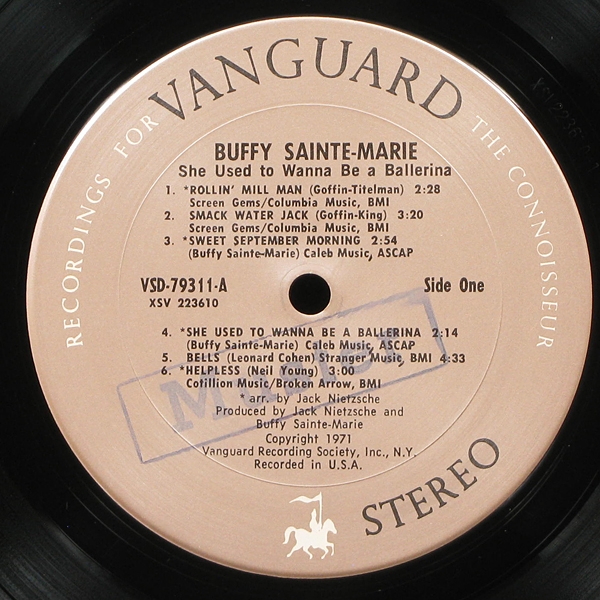 VANGUARD
RECORDINGS FOR THE CONNOISSEUR
BUFFY SAINTE-MARIE
She Used to Wanna Be a Ballerina
1. *ROLLIN' MILL MAN (Goffin-Titelman) 2:28
Screen Gems/Columbia Music, BMI
2. SMACK WATER JACK (Goffin-King) 3:20
Screen Gems/Columbia Music, BMI
3. *SWEET SEPTEMBER MORNING 2:54
(Buffy Sainte-Marie) Caleb Music, ASCAP
VSD-79311-A Side One
XSV 223610
4. *SHE USED TO WANNA BE A BALLERINA 2:14
(Buffy Sainte-Marie) Caleb Music, ASCAP
5. BELLS (Leonard Cohen) Stranger Music, BMI 4:33
6. *HELPLESS (Neil Young) 3:00
Cotillion Music/Broken Arrow, BMI
* arr. by Jack Nietzsche
Produced by Jack Nietzsche and
Buffy Sainte-Marie
Copyright 1971
Vanguard Recording Society, Inc., N.Y.
Recorded in U.S.A.
STEREO